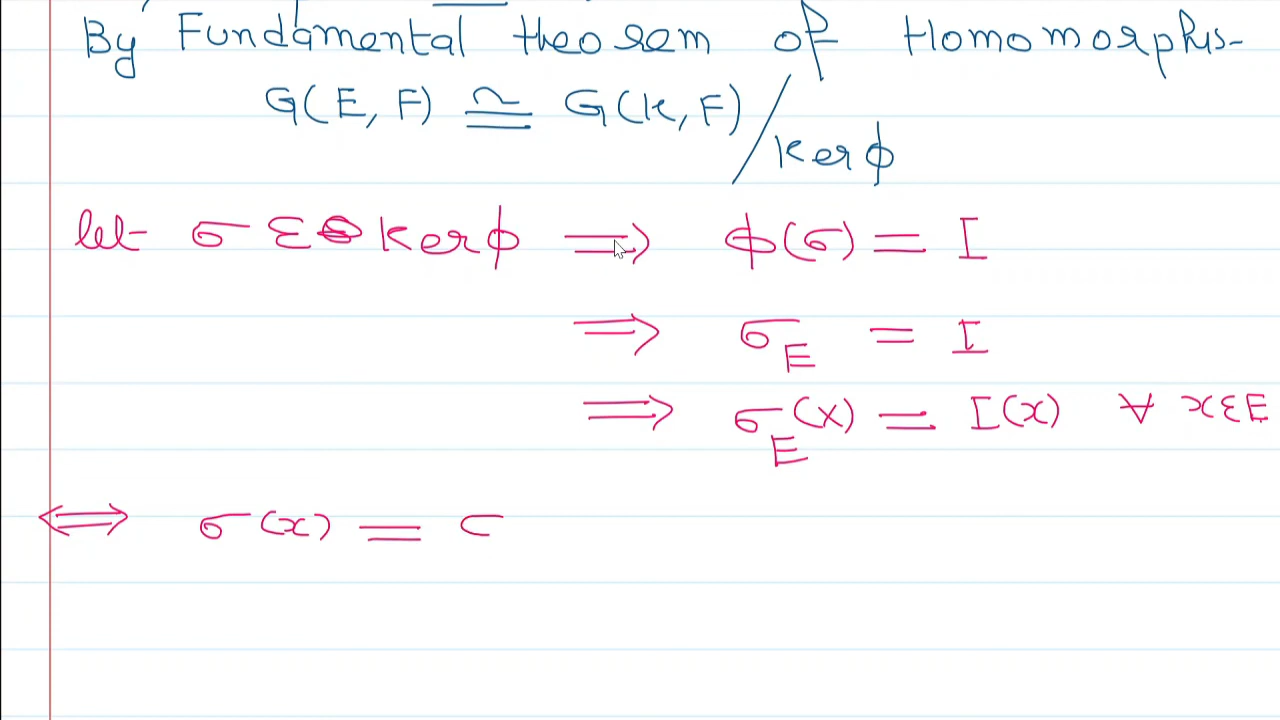 By Fundamental theorem of Homomorphis-
G(E, F) ≅ G(K, F) / kerϕ
let σ ∈ kerϕ ⟹ ϕ(σ) = I
⟹ σ_E = I
⟹ σ_E(x) = I(x) ∀ x∈E
⟺ σ(x) =